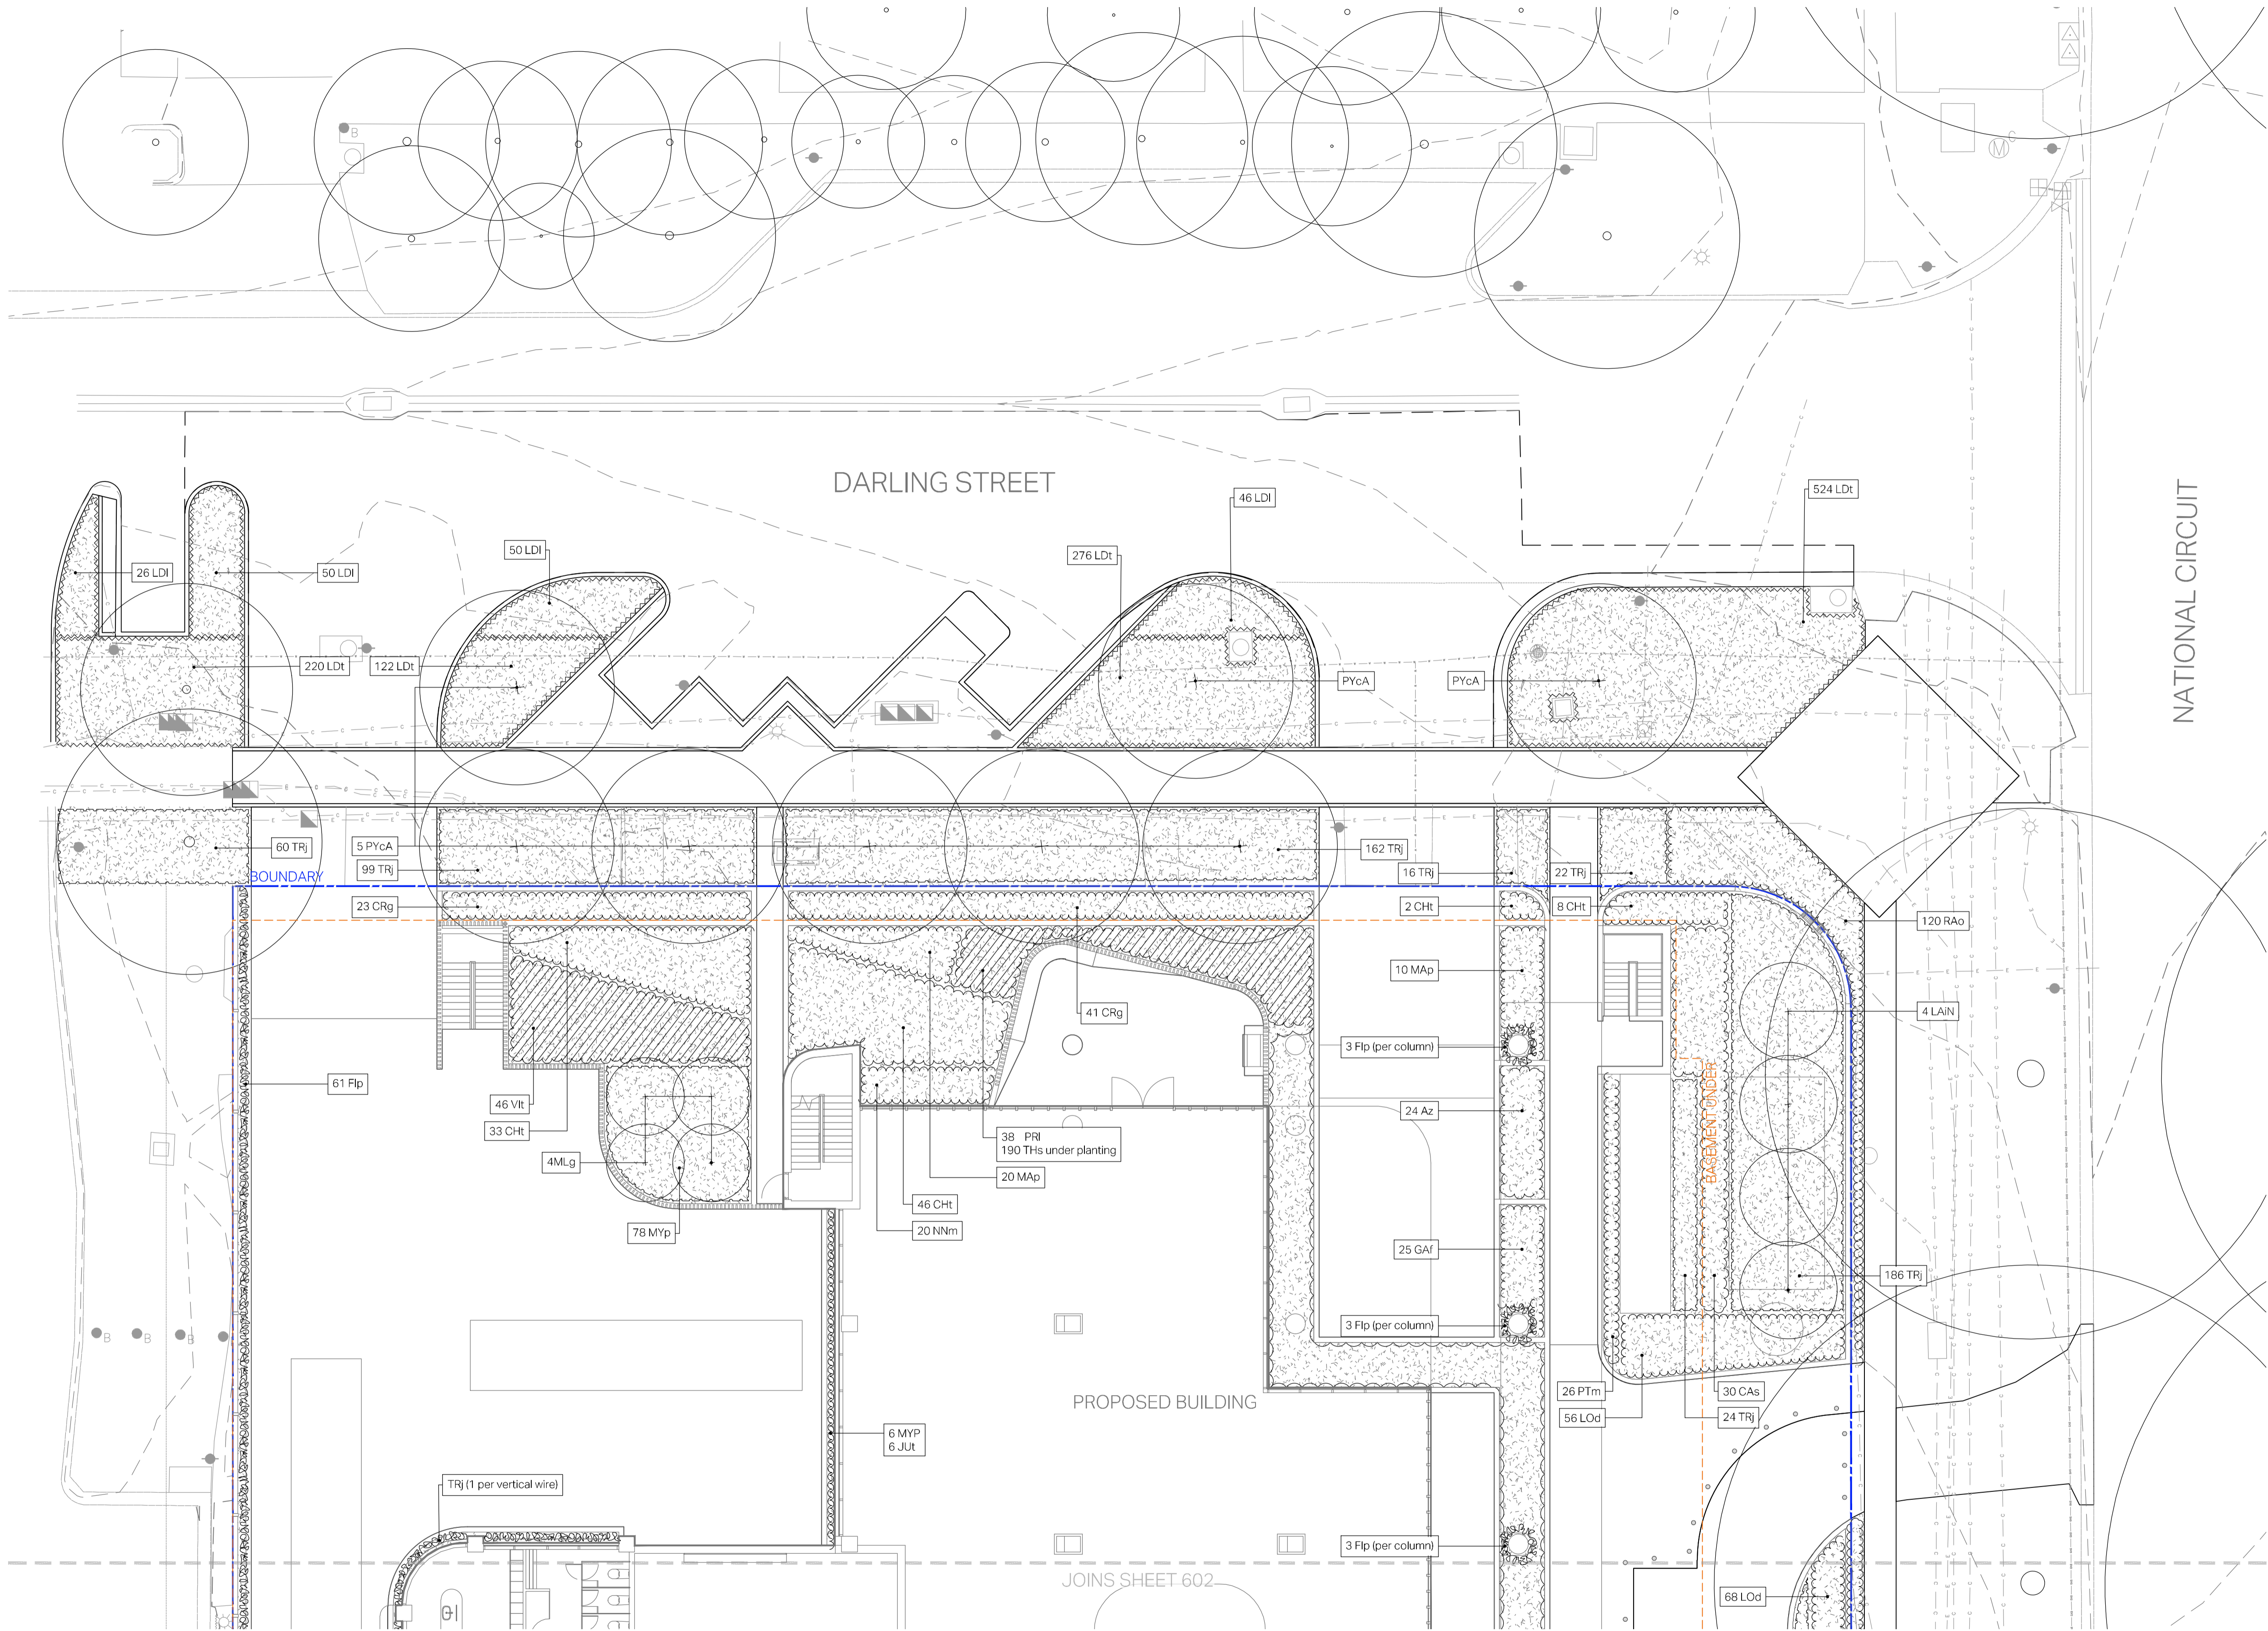 B
M
C
DARLING STREET
NATIONAL CIRCUIT
524 LDt
46 LDI
50 LDI
276 LDt
26 LDI
50 LDI
220 LDt
122 LDt
PYcA
PYcA
60 TRj
5 PYcA
162 TRj
99 TRj
16 TRj
22 TRj
BOUNDARY
23 CRg
2 CHt
8 CHt
120 RAo
10 MAp
41 CRg
4 LAiN
3 FIp (per column)
61 FIp
46 VIt
24 Az
33 CHt
38 PRI
190 THs under planting
BASEMENT UNDER
4MLg
20 MAp
46 CHt
78 MYp
20 NNm
25 GAf
186 TRj
3 FIp (per column)
B
B
B
26 PTm
30 CAs
PROPOSED BUILDING
56 LOd
24 TRj
6 MYP
6 JUt
TRj (1 per vertical wire)
3 FIp (per column)
JOINS SHEET 602
68 LOd